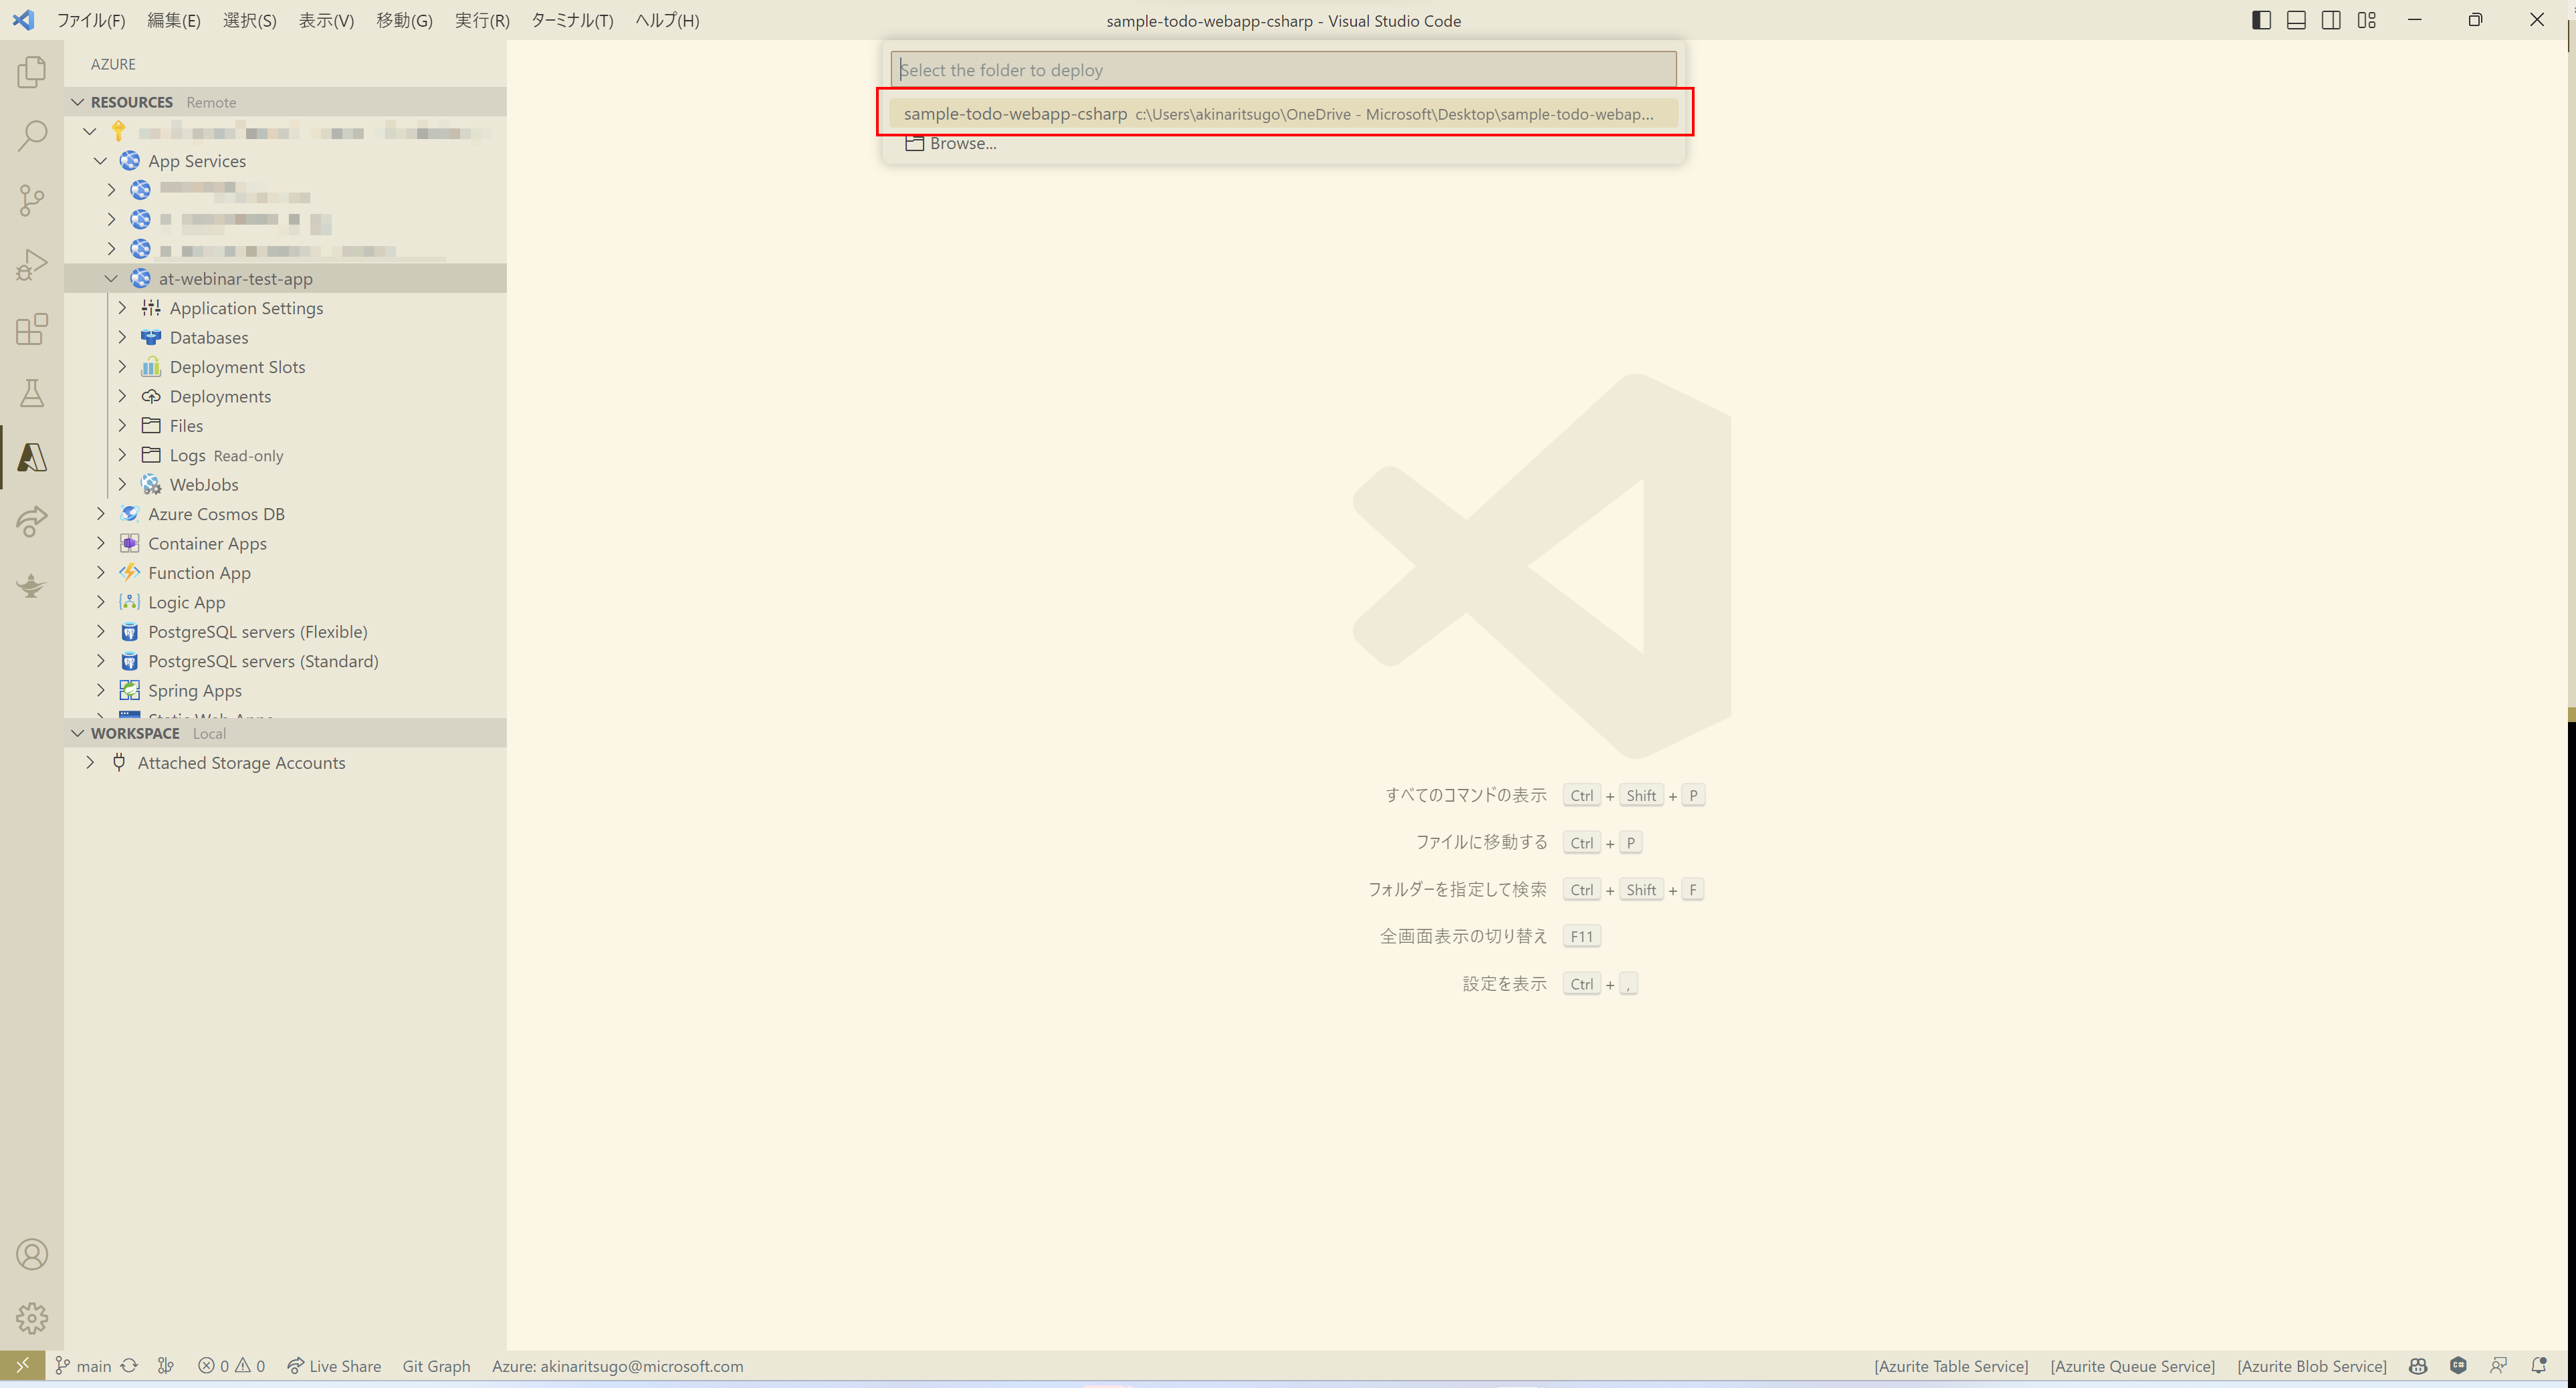 ファイル(F) 編集(E) 選択(S) 表示(V) 移動(G) 実行(R) ターミナル(T) ヘルプ(H)
sample-todo-webapp-csharp - Visual Studio Code
AZURE
RESOURCES Remote
App Services
at-webinar-test-app
Application Settings
Databases
Deployment Slots
Deployments
Files
Logs Read-only
WebJobs
Azure Cosmos DB
Container Apps
Function App
Logic App
PostgreSQL servers (Flexible)
PostgreSQL servers (Standard)
Spring Apps
Static Web Apps
WORKSPACE Local
Attached Storage Accounts
Select the folder to deploy
sample-todo-webapp-csharp c:\Users\akinaritsugo\OneDrive - Microsoft\Desktop\sample-todo-webap...
Browse...
すべてのコマンドの表示 Ctrl + Shift + P
ファイルに移動する Ctrl + P
フォルダーを指定して検索 Ctrl + Shift + F
全画面表示の切り替え F11
設定を表示 Ctrl + ,
main 0 0 Live Share Git Graph Azure: akinaritsugo@microsoft.com
[Azurite Table Service] [Azurite Queue Service] [Azurite Blob Service]